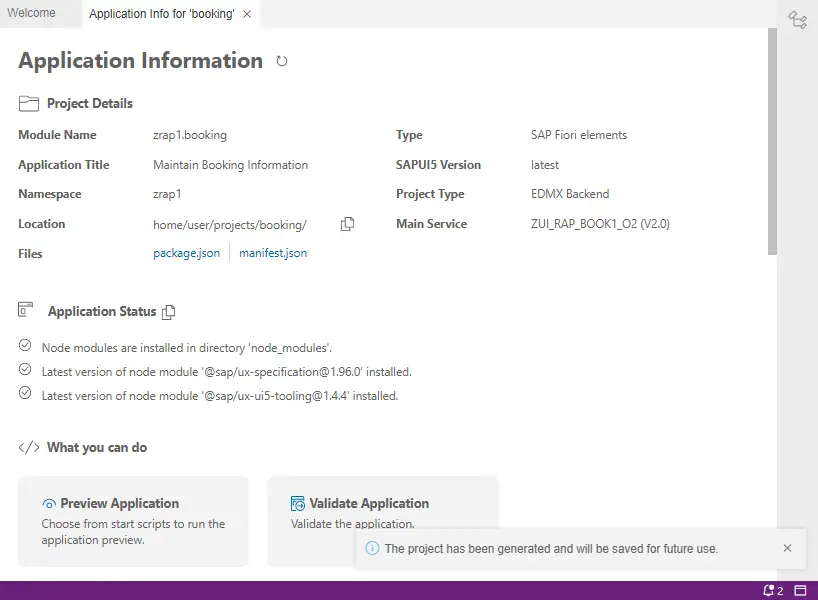 Welcome
Application Info for 'booking'
Application Information
Project Details
Module Name zrap1.booking Type SAP Fiori elements
Application Title Maintain Booking Information SAPUI5 Version latest
Namespace zrap1 Project Type EDMX Backend
Location home/user/projects/booking/ Main Service ZUI_RAP_BOOK1_O2 (V2.0)
Files package.json manifest.json
Application Status
Node modules are installed in directory 'node_modules'.
Latest version of node module '@sap/ux-specification@1.96.0' installed.
Latest version of node module '@sap/ux-ui5-tooling@1.4.4' installed.
</> What you can do
Preview Application
Choose from start scripts to run the
application preview.
Validate Application
Validate the application.
The project has been generated and will be saved for future use.
2